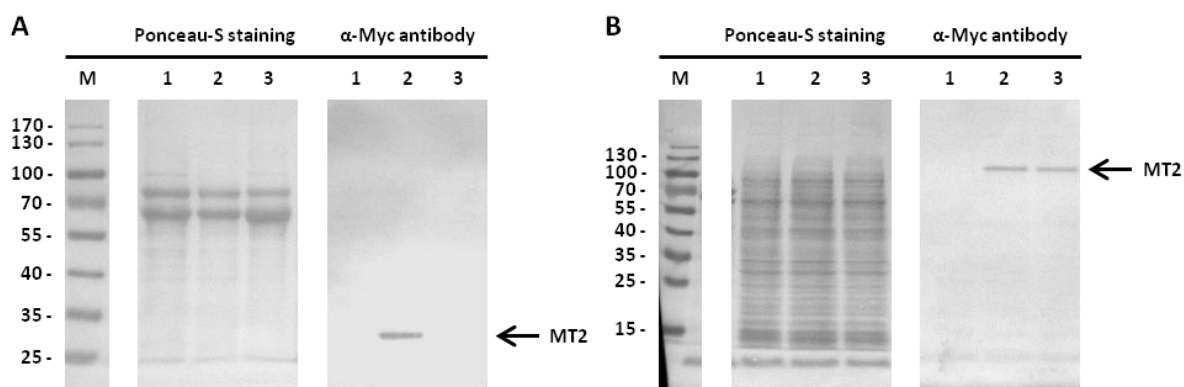 A
Ponceau-S staining
α-Myc antibody
M
1 2 3
1 2 3
170 -
130 -
100 -
70 -
55 -
40 -
35 -
25 -
MT2
B
Ponceau-S staining
α-Myc antibody
M
1 2 3
1 2 3
130 -
100 -
70 -
55 -
40 -
35 -
25 -
15 -
MT2